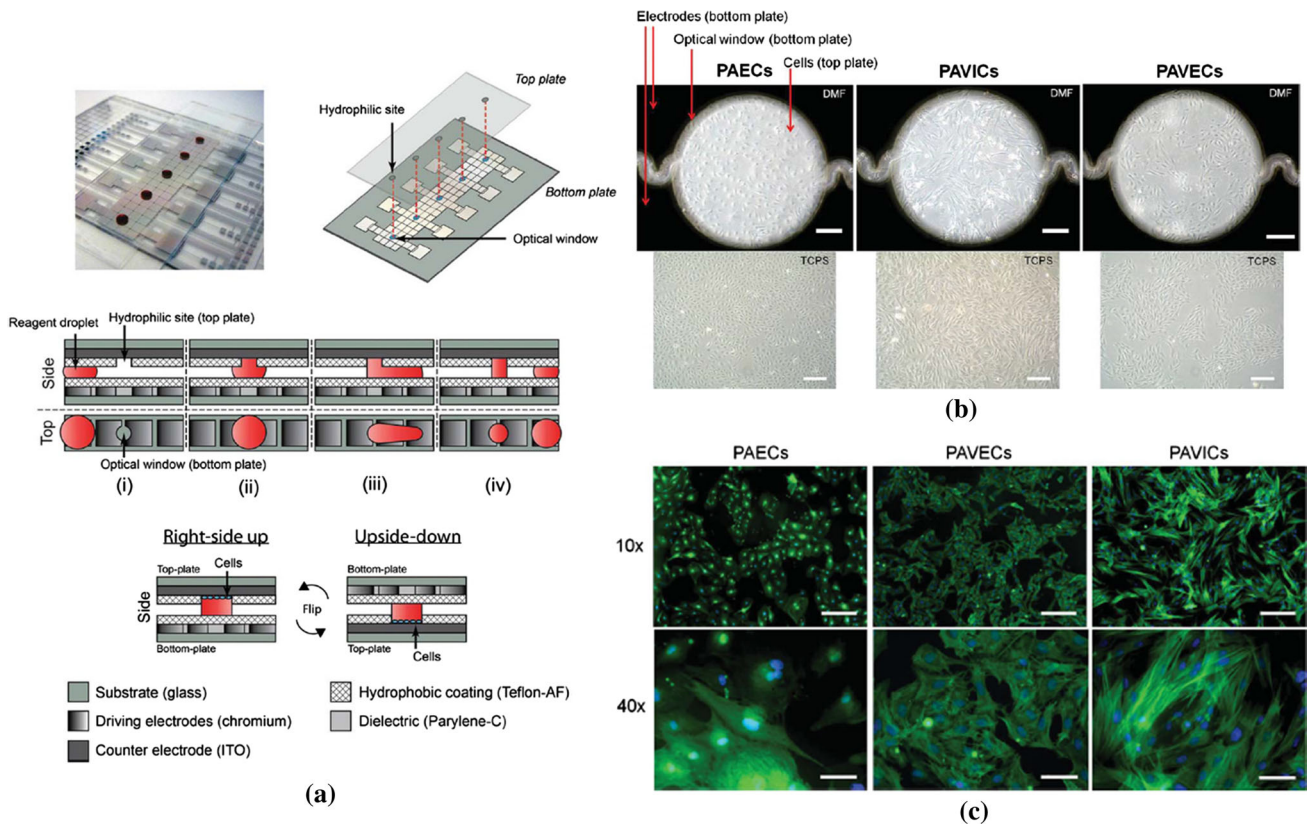 Top plate
Hydrophilic site
Bottom plate
Optical window
Reagent droplet
Hydrophilic site (top plate)
Side
Top
Optical window (bottom plate)
(i)
(ii)
(iii)
(iv)
Right-side up
Upside-down
Top-plate
Cells
Bottom-plate
Side
Flip
Bottom-plate
Top-plate
Cells
Substrate (glass)
Hydrophobic coating (Teflon-AF)
Driving electrodes (chromium)
Dielectric (Parylene-C)
Counter electrode (ITO)
(a)
Electrodes (bottom plate)
Optical window (bottom plate)
Cells (top plate)
PAECs
PAVICs
PAVECs
DMF
DMF
DMF
TCPS
TCPS
TCPS
(b)
PAECs
PAVECs
PAVICs
10x
40x
(c)